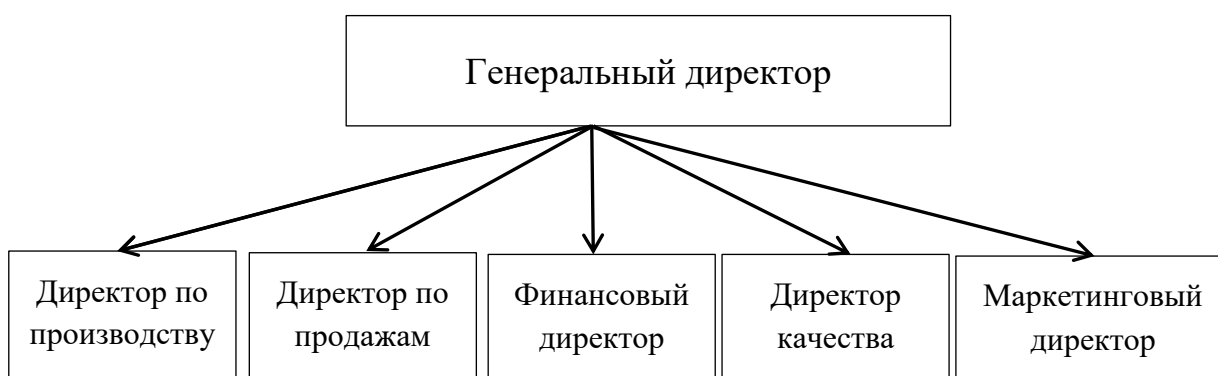 Генеральный директор
Директор по
производству
Директор по
продажам
Финансовый
директор
Директор
качества
Маркетинговый
директор